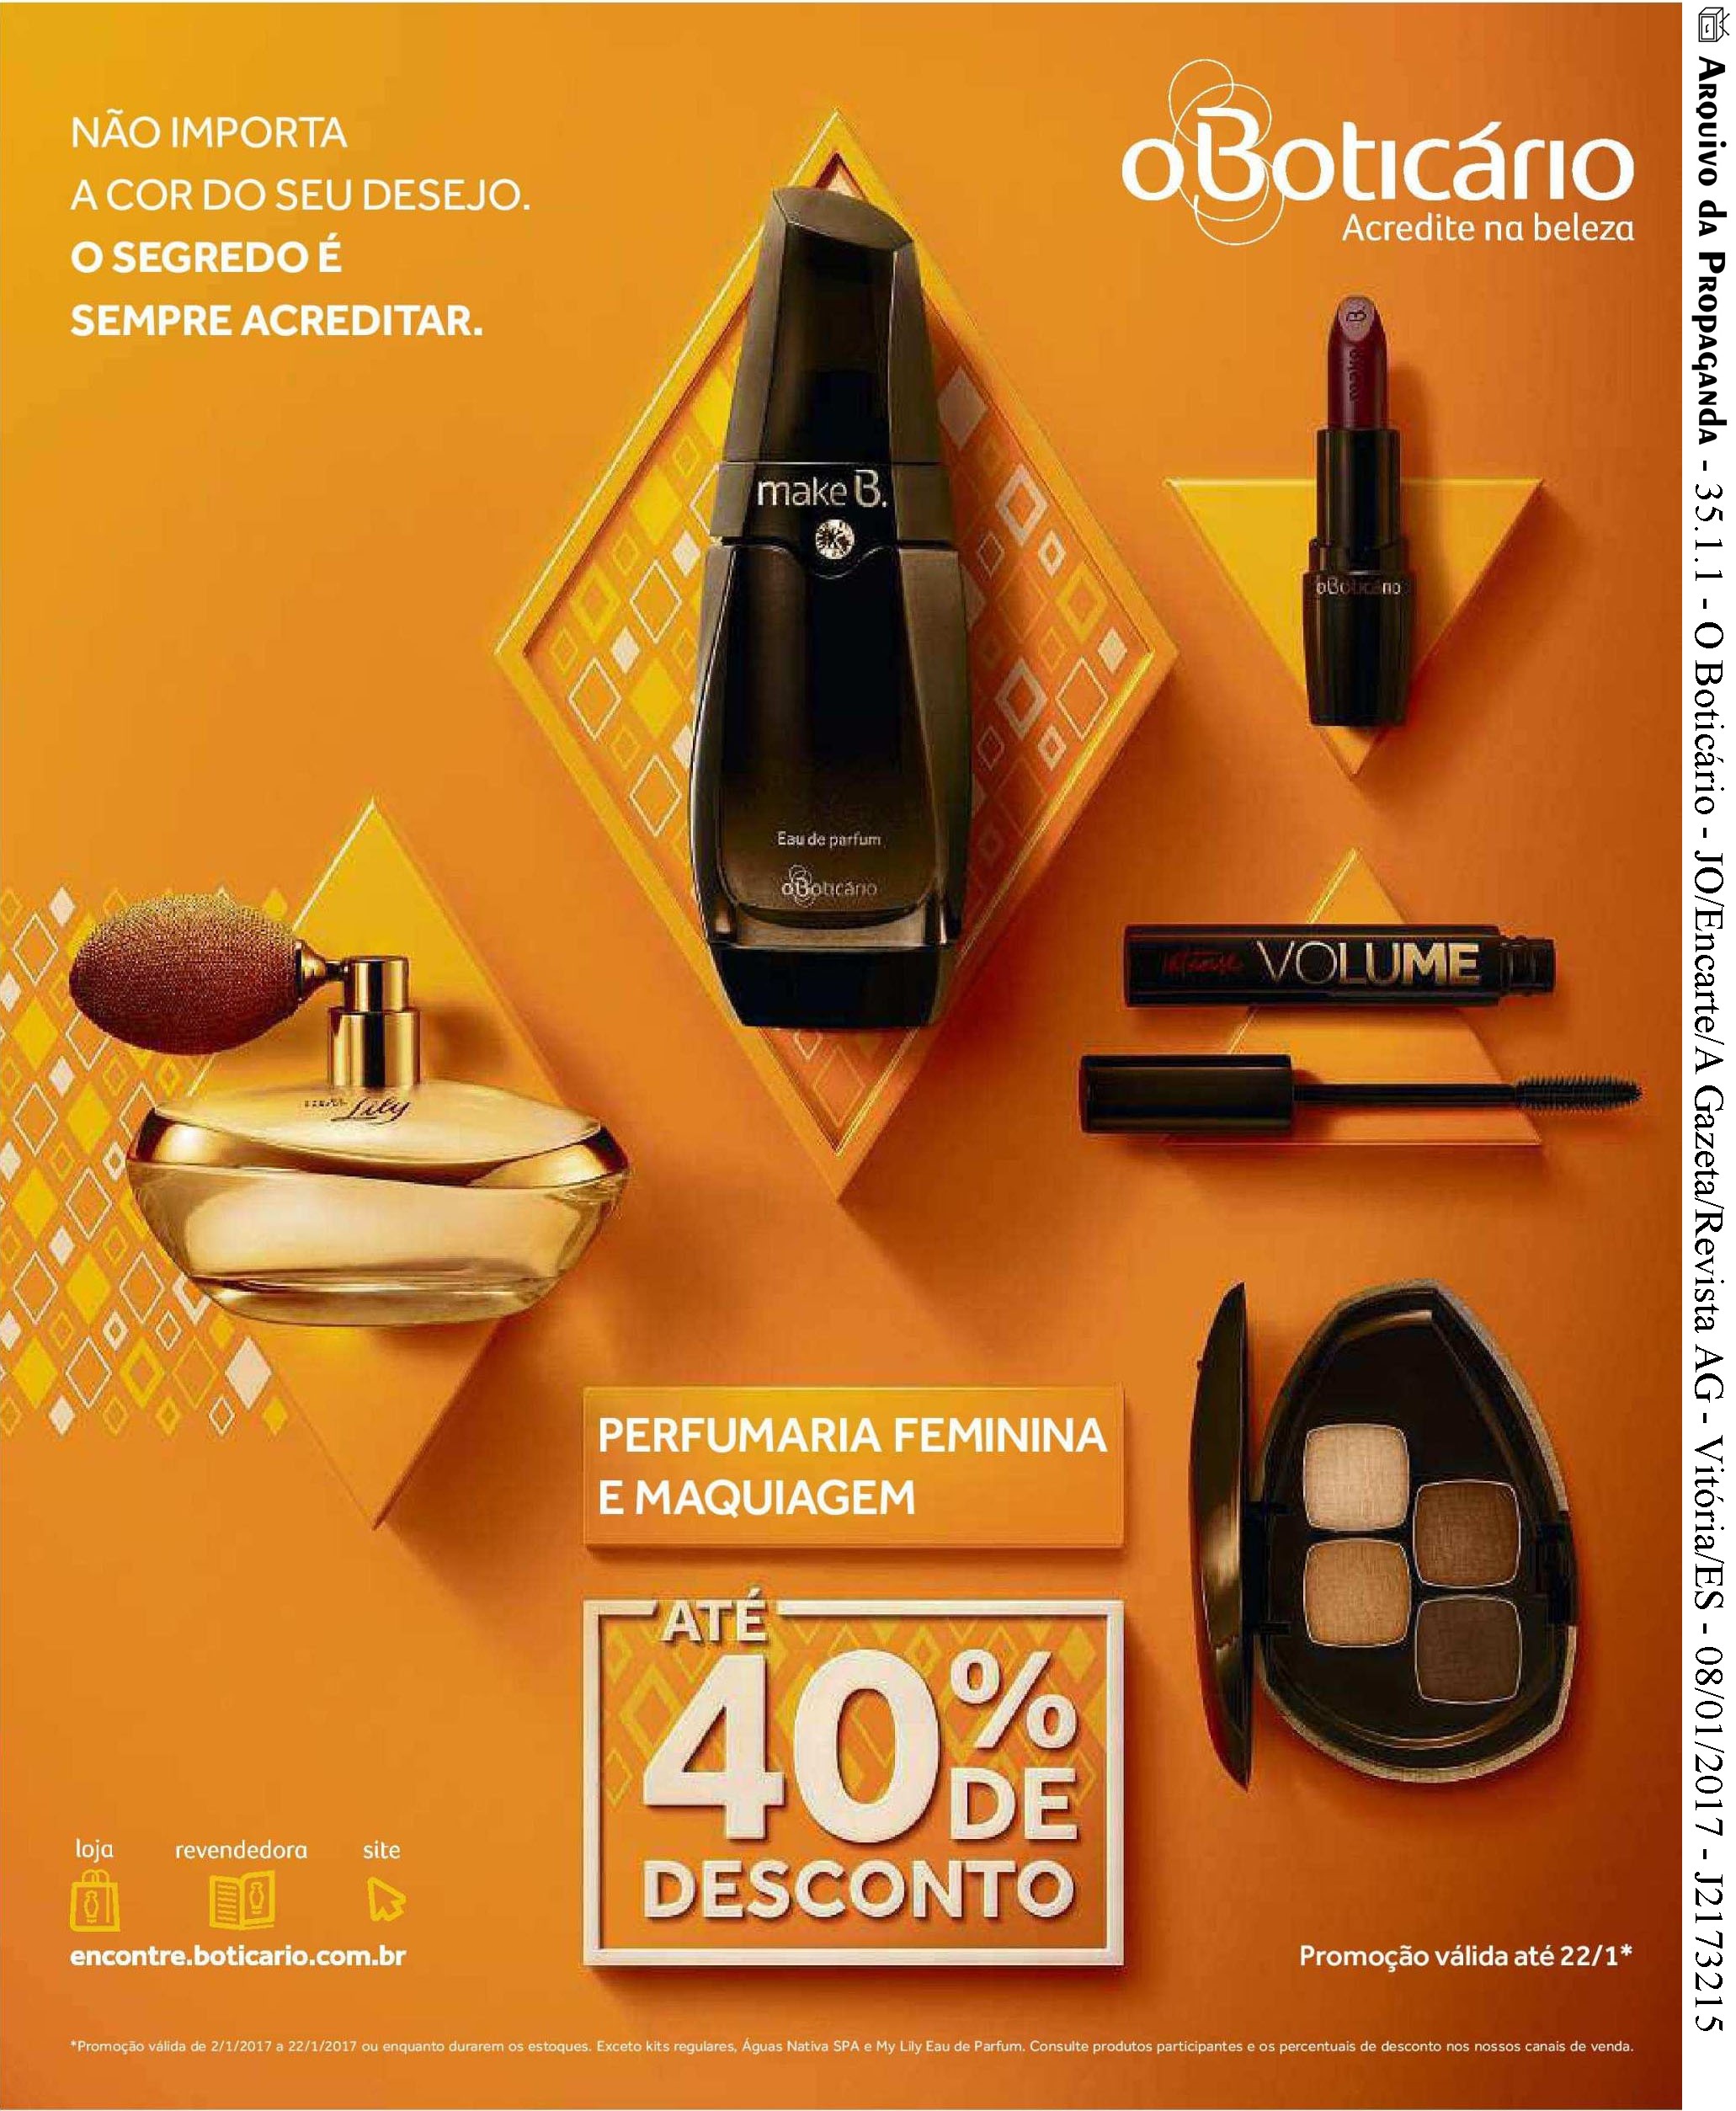 NÃO IMPORTA
A COR DO SEU DESEJO.
O SEGREDO É
SEMPRE ACREDITAR.
oBoticário
Acredite na beleza
make B.
Eau de parfum
oBoticário
B.
oBoticário
intense VOLUME
Lily
PERFUMARIA FEMININA
E MAQUIAGEM
ATÉ
40%
DE
DESCONTO
loja revendedora site
encontre.boticario.com.br
Promoção válida até 22/1*
*Promoção válida de 2/1/2017 a 22/1/2017 ou enquanto durarem os estoques. Exceto kits regulares, Águas Nativa SPA e My Lily Eau de Parfum. Consulte produtos participantes e os percentuais de desconto nos nossos canais de venda.
Arquivo da Propaganda - 35.1.1 - O Boticário - JO/Encarte/A Gazeta/Revista AG - Vitória/ES - 08/01/2017 - J2173215